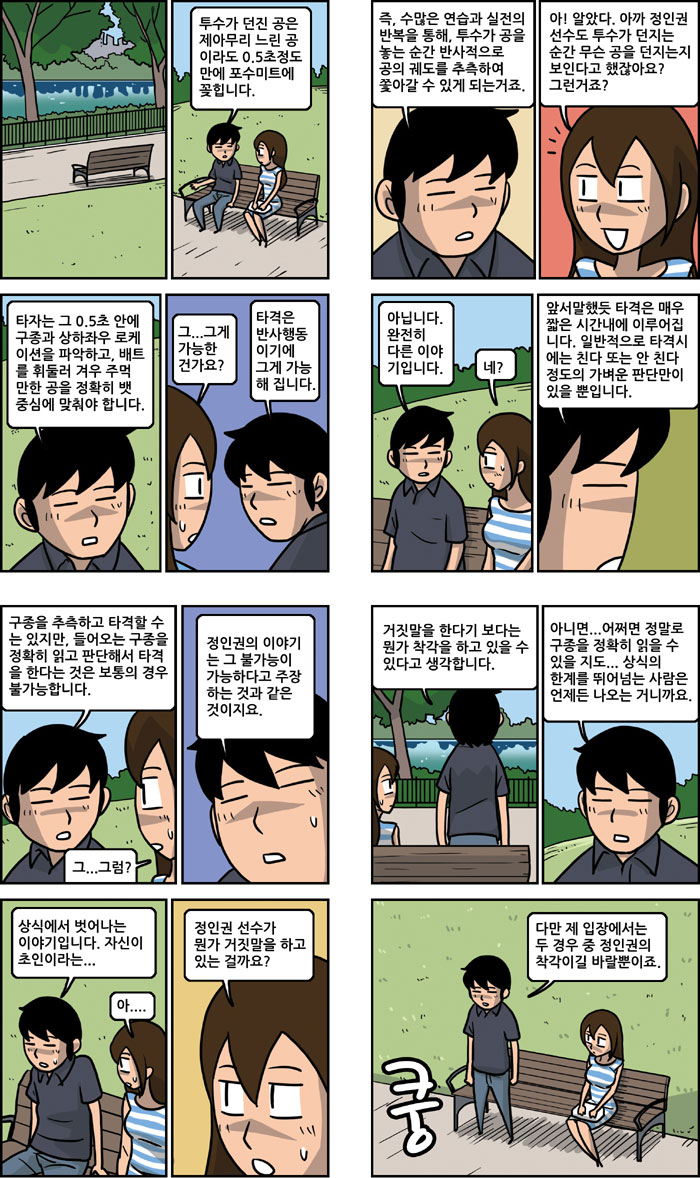 투수가 던진 공은
제아무리 느린 공
이라도 0.5초정도
만에 포수미트에
꽂힙니다.
타자는 그 0.5초 안에
구종과 상하좌우 로케
이션을 파악하고, 배트
를 휘둘러 겨우 주먹
만한 공을 정확히 뱃
중심에 맞춰야 합니다.
그...그게
가능한
건가요?
타격은
반사행동
이기에
그게 가능
해 집니다.
즉, 수많은 연습과 실전의
반복을 통해, 투수가 공을
놓는 순간 반사적으로
공의 궤도를 추측하여
쫓아갈 수 있게 되는거죠.
아! 알았다. 아까 정인권
선수도 투수가 던지는
순간 무슨 공을 던지는지
보인다고 했잖아요?
그런거죠?
아닙니다.
완전히
다른 이야
기입니다.
네?
앞서말했듯 타격은 매우
짧은 시간내에 이루어집
니다. 일반적으로 타격시
에는 친다 또는 안 친다
정도의 가벼운 판단만이
있을 뿐입니다.
구종을 추측하고 타격할 수
는 있지만, 들어오는 구종을
정확히 읽고 판단해서 타격
을 한다는 것은 보통의 경우
불가능합니다.
그...그럼?
정인권의 이야기
는 그 불가능이
가능하다고 주장
하는 것과 같은
것이지요.
상식에서 벗어나는
이야기입니다. 자신이
초인이라는...
아....
정인권 선수가
뭔가 거짓말을 하고
있는 걸까요?
거짓말을 한다기 보다는
뭔가 착각을 하고 있을 수
있다고 생각합니다.
아니면...어쩌면 정말로
구종을 정확히 읽을 수
있을 지도... 상식의
한계를 뛰어넘는 사람은
언제든 나오는 거니까요.
다만 제 입장에서는
두 경우 중 정인권의
착각이길 바랄뿐이죠.
쿠웅